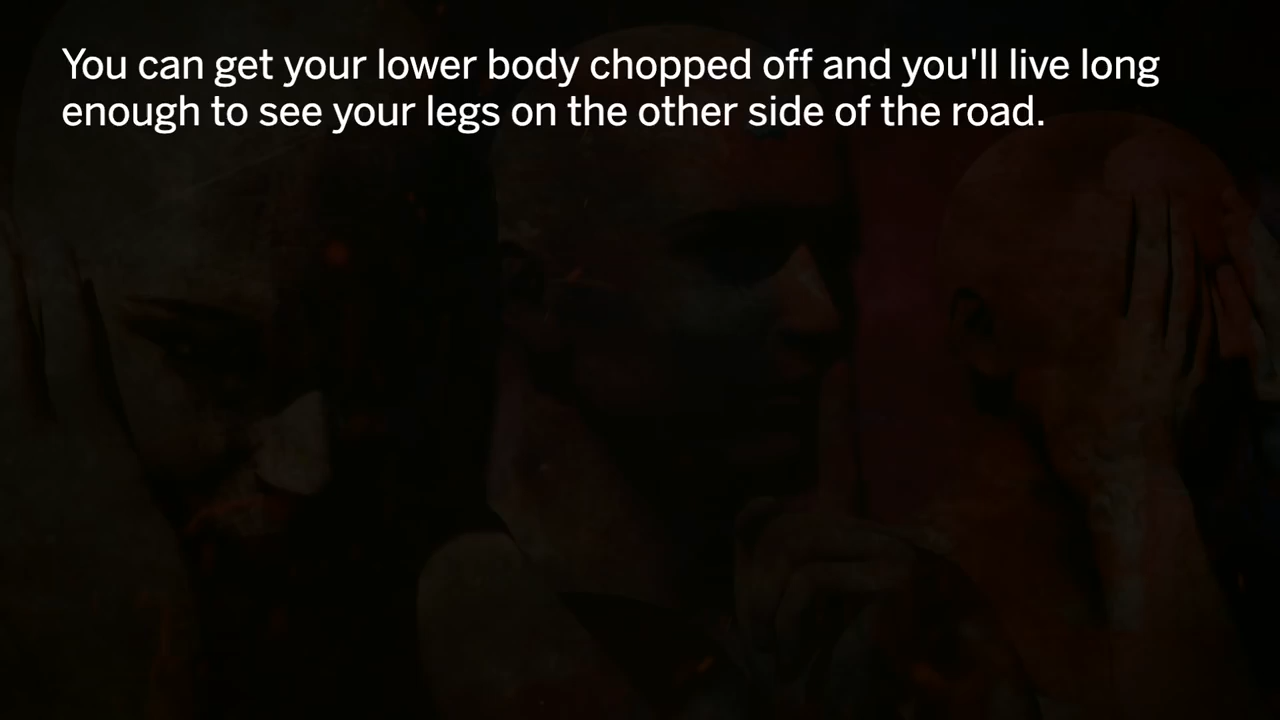 You can get your lower body chopped off and you'll live long
enough to see your legs on the other side of the road.